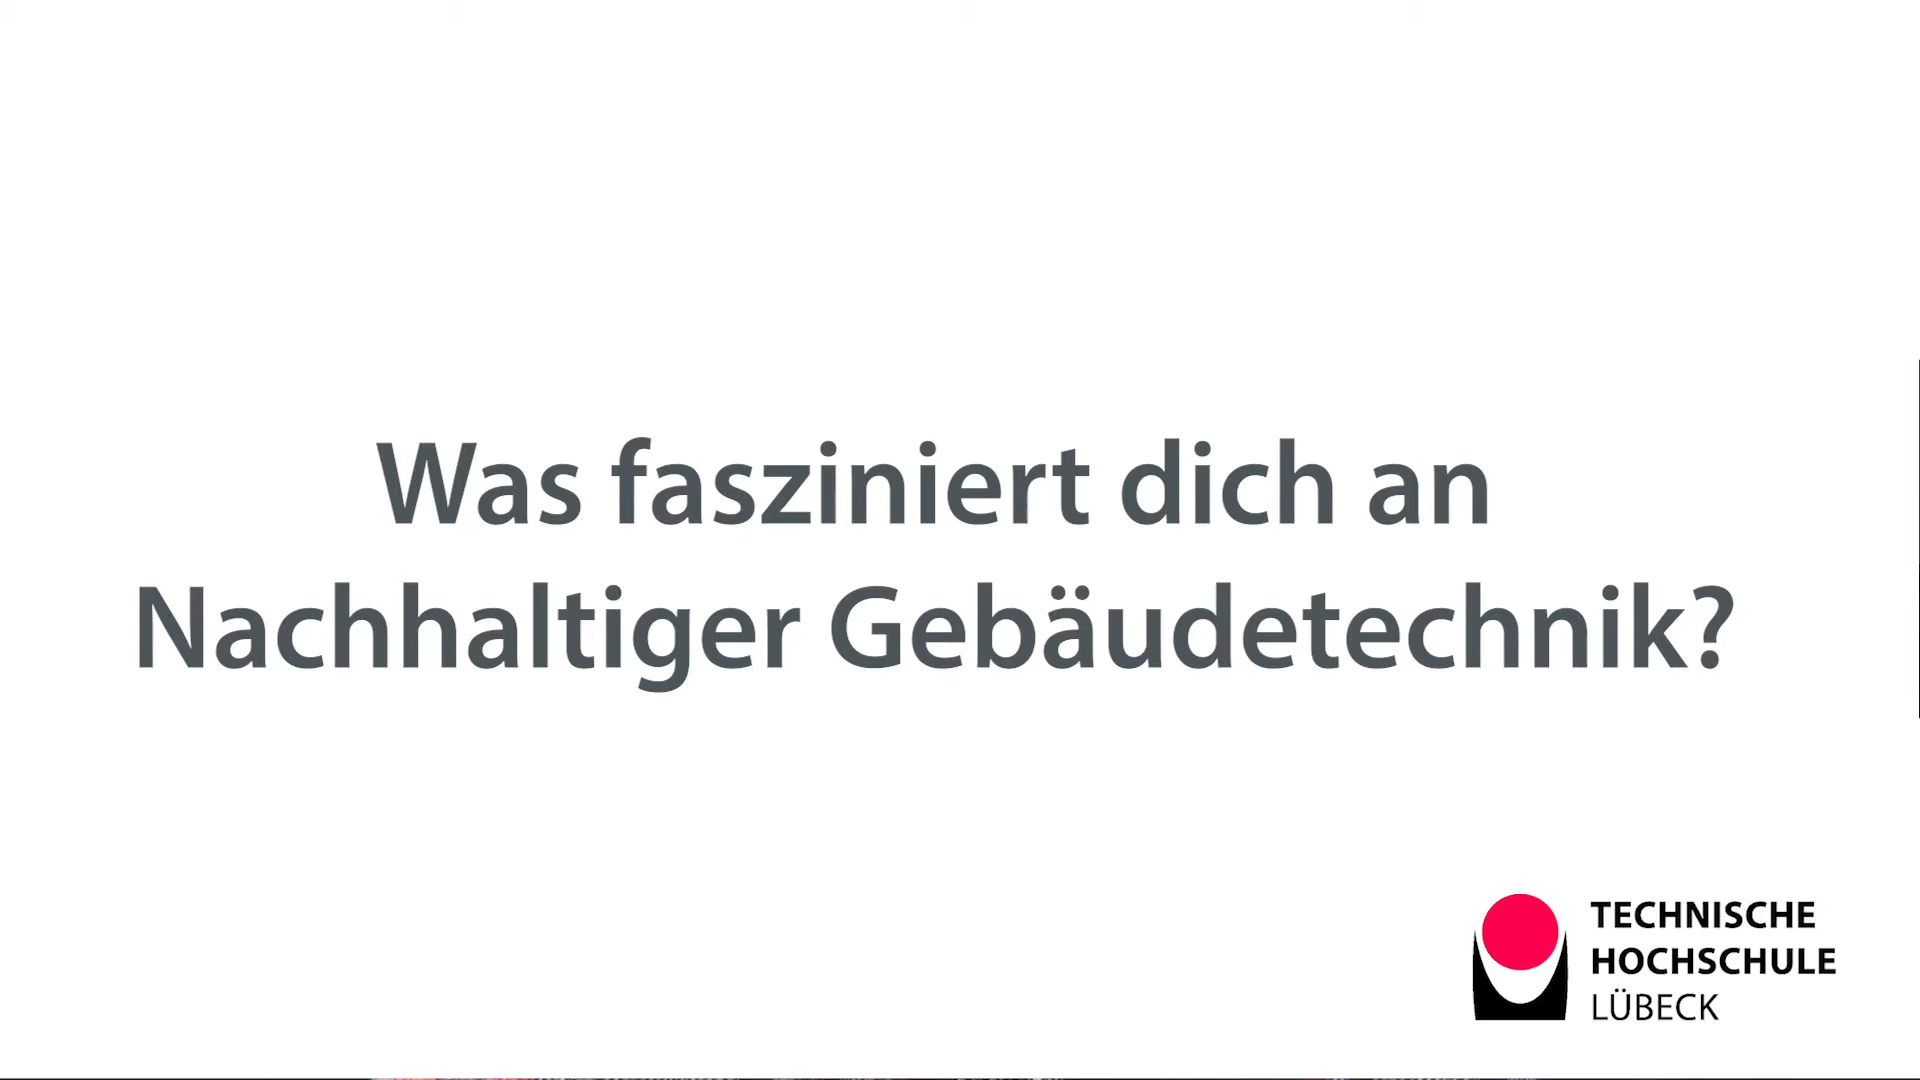 Was fasziniert dich an
Nachhaltiger Gebäudetechnik?
TECHNISCHE
HOCHSCHULE
LÜBECK